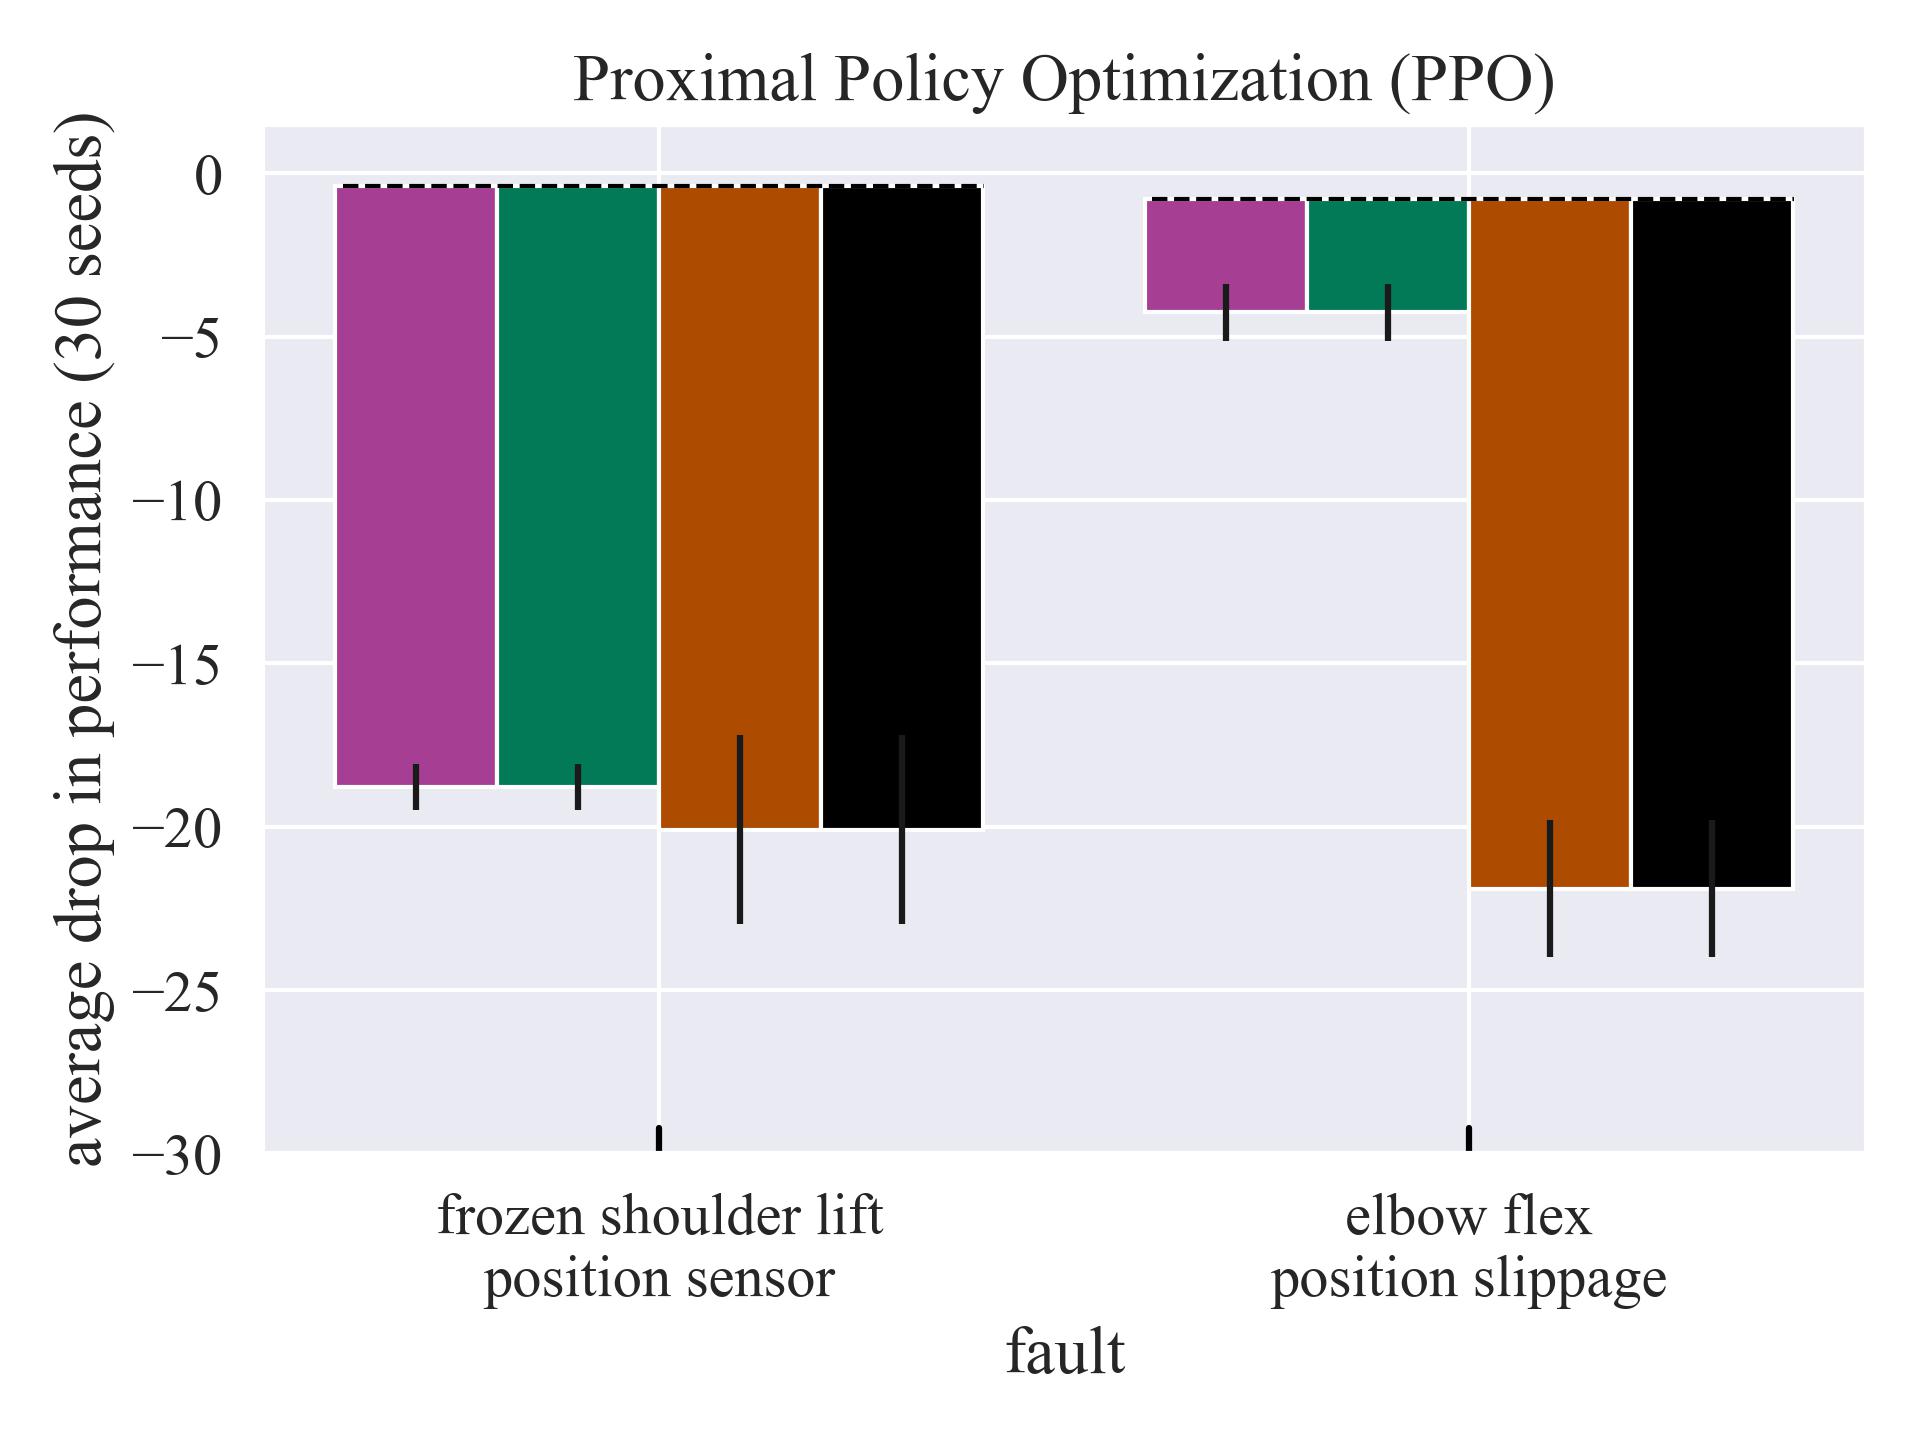 Proximal Policy Optimization (PPO)
average drop in performance (30 seeds)
0
−5
−10
−15
−20
−25
−30
frozen shoulder lift
position sensor
elbow flex
position slippage
fault